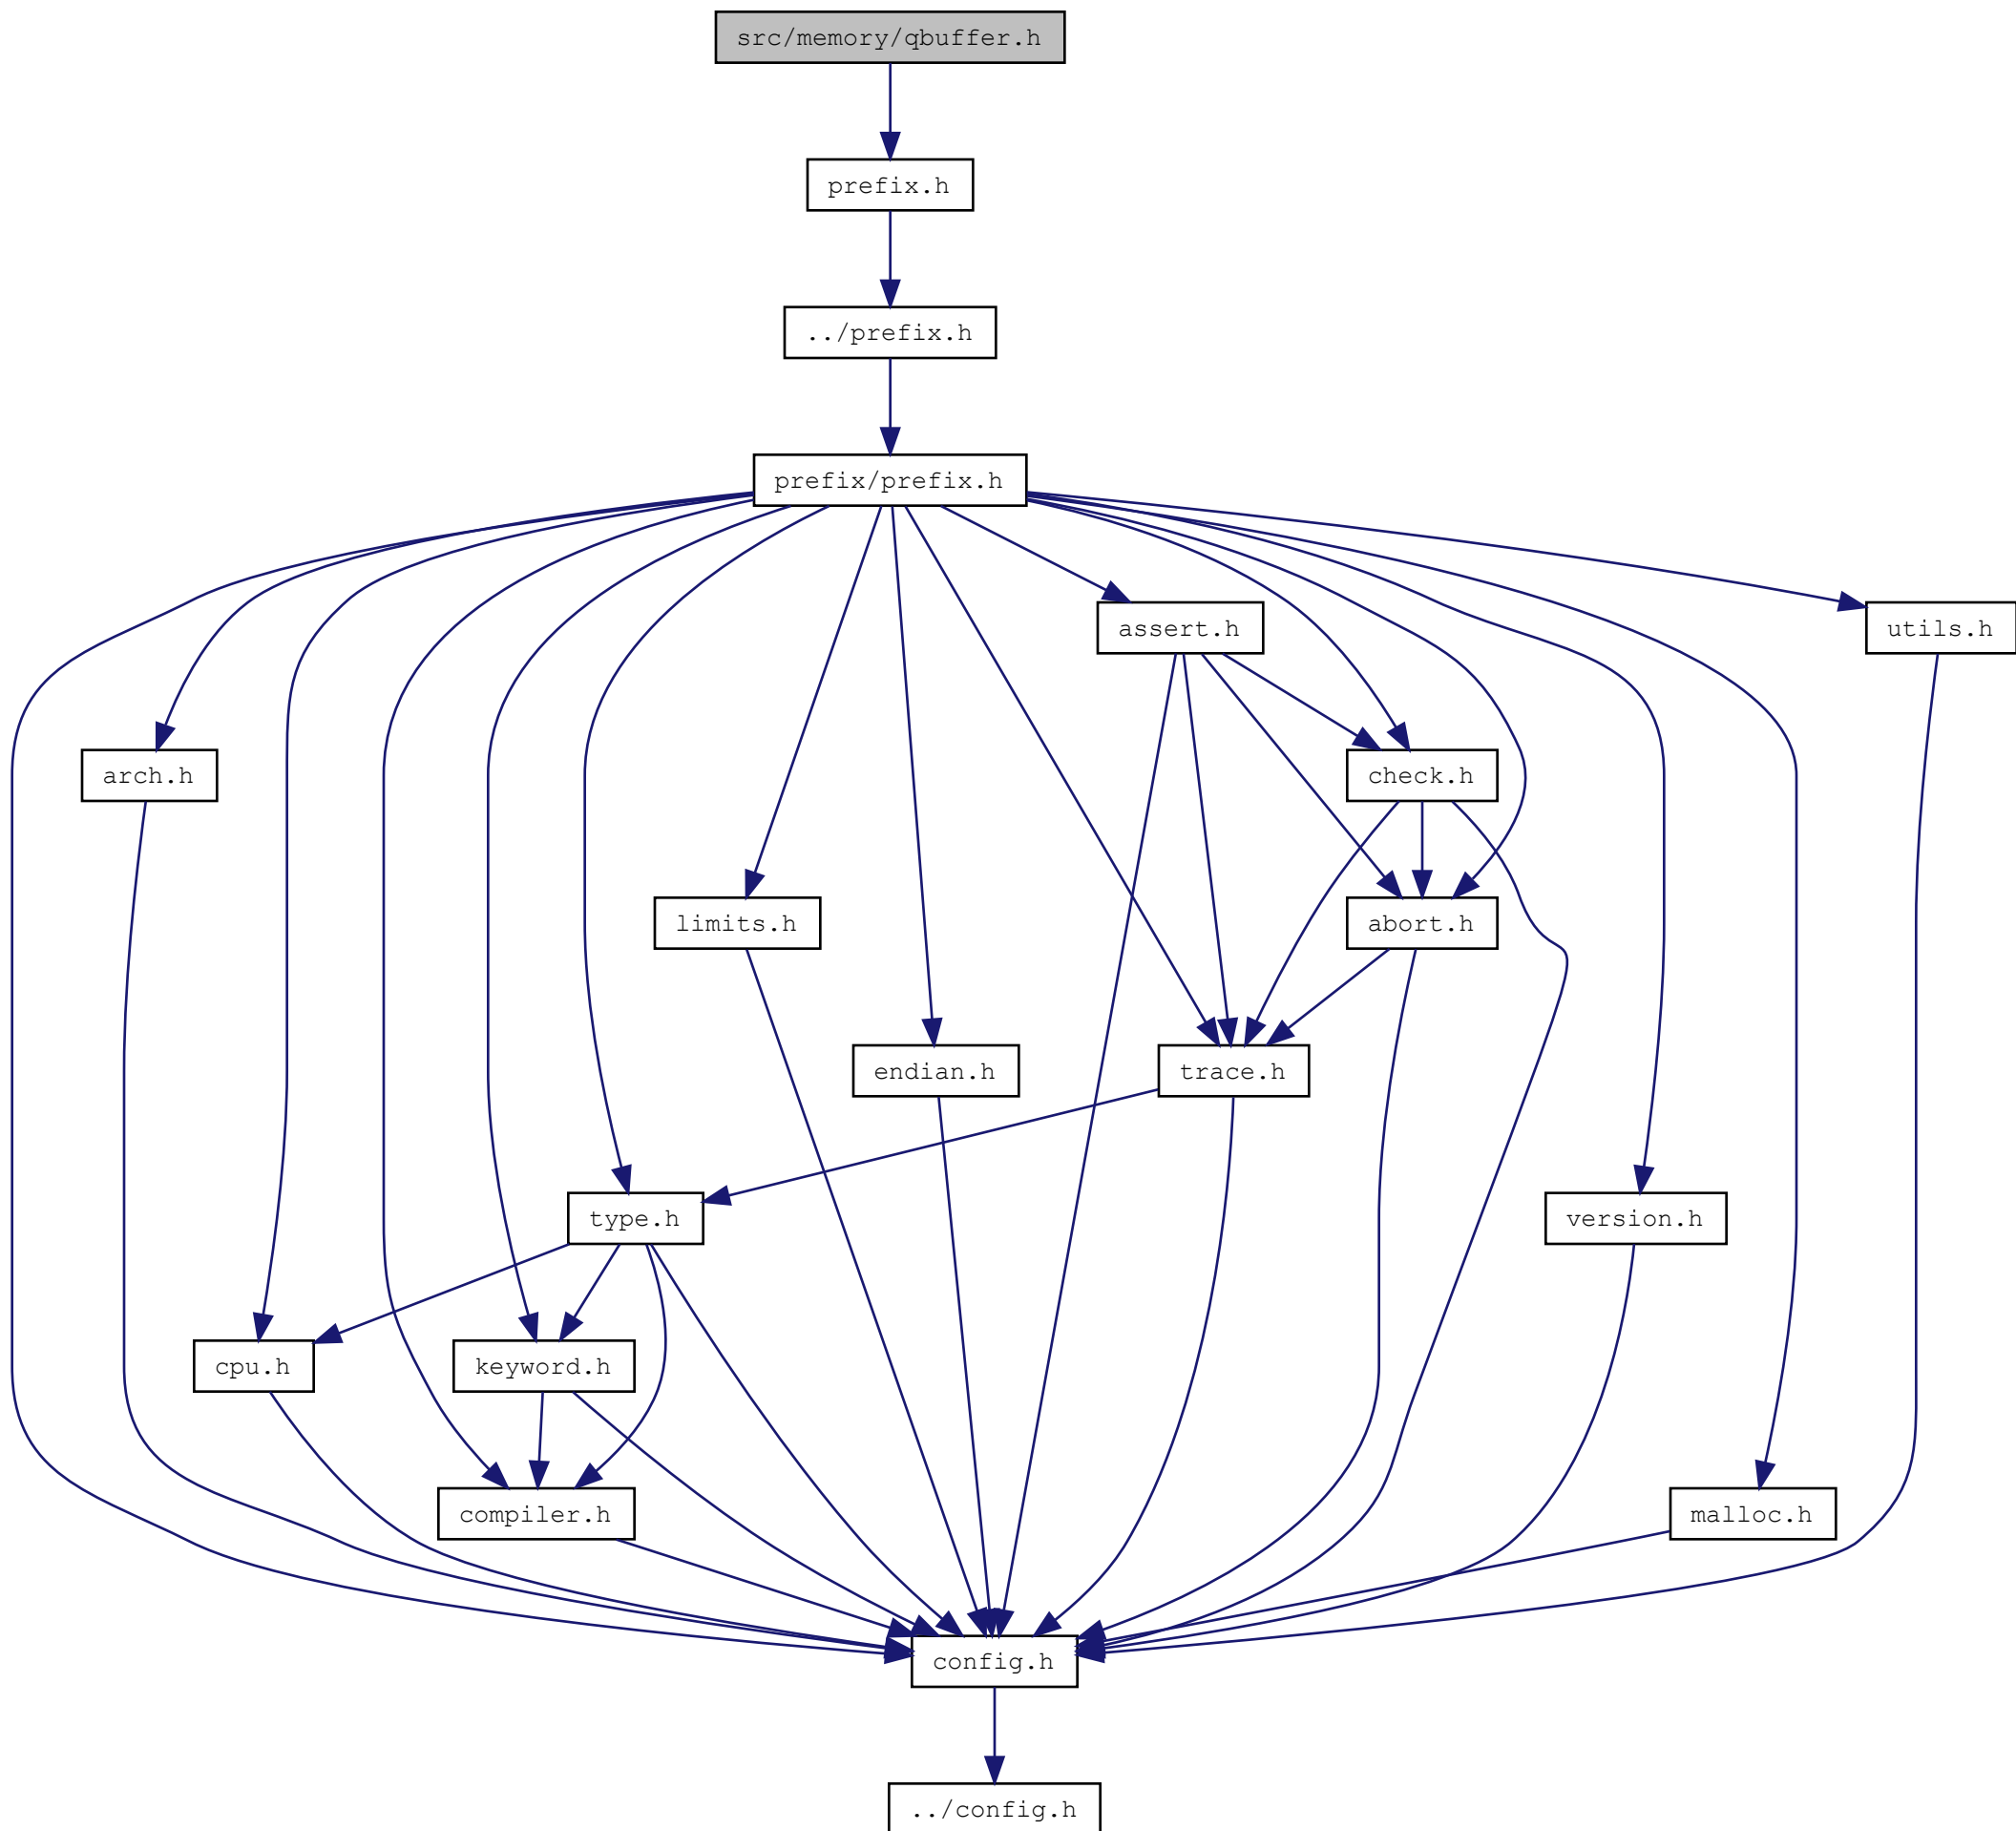 src/memory/qbuffer.h
prefix.h
../prefix.h
prefix/prefix.h
assert.h
utils.h
arch.h
check.h
limits.h
abort.h
endian.h
trace.h
type.h
version.h
cpu.h
keyword.h
compiler.h
malloc.h
config.h
../config.h